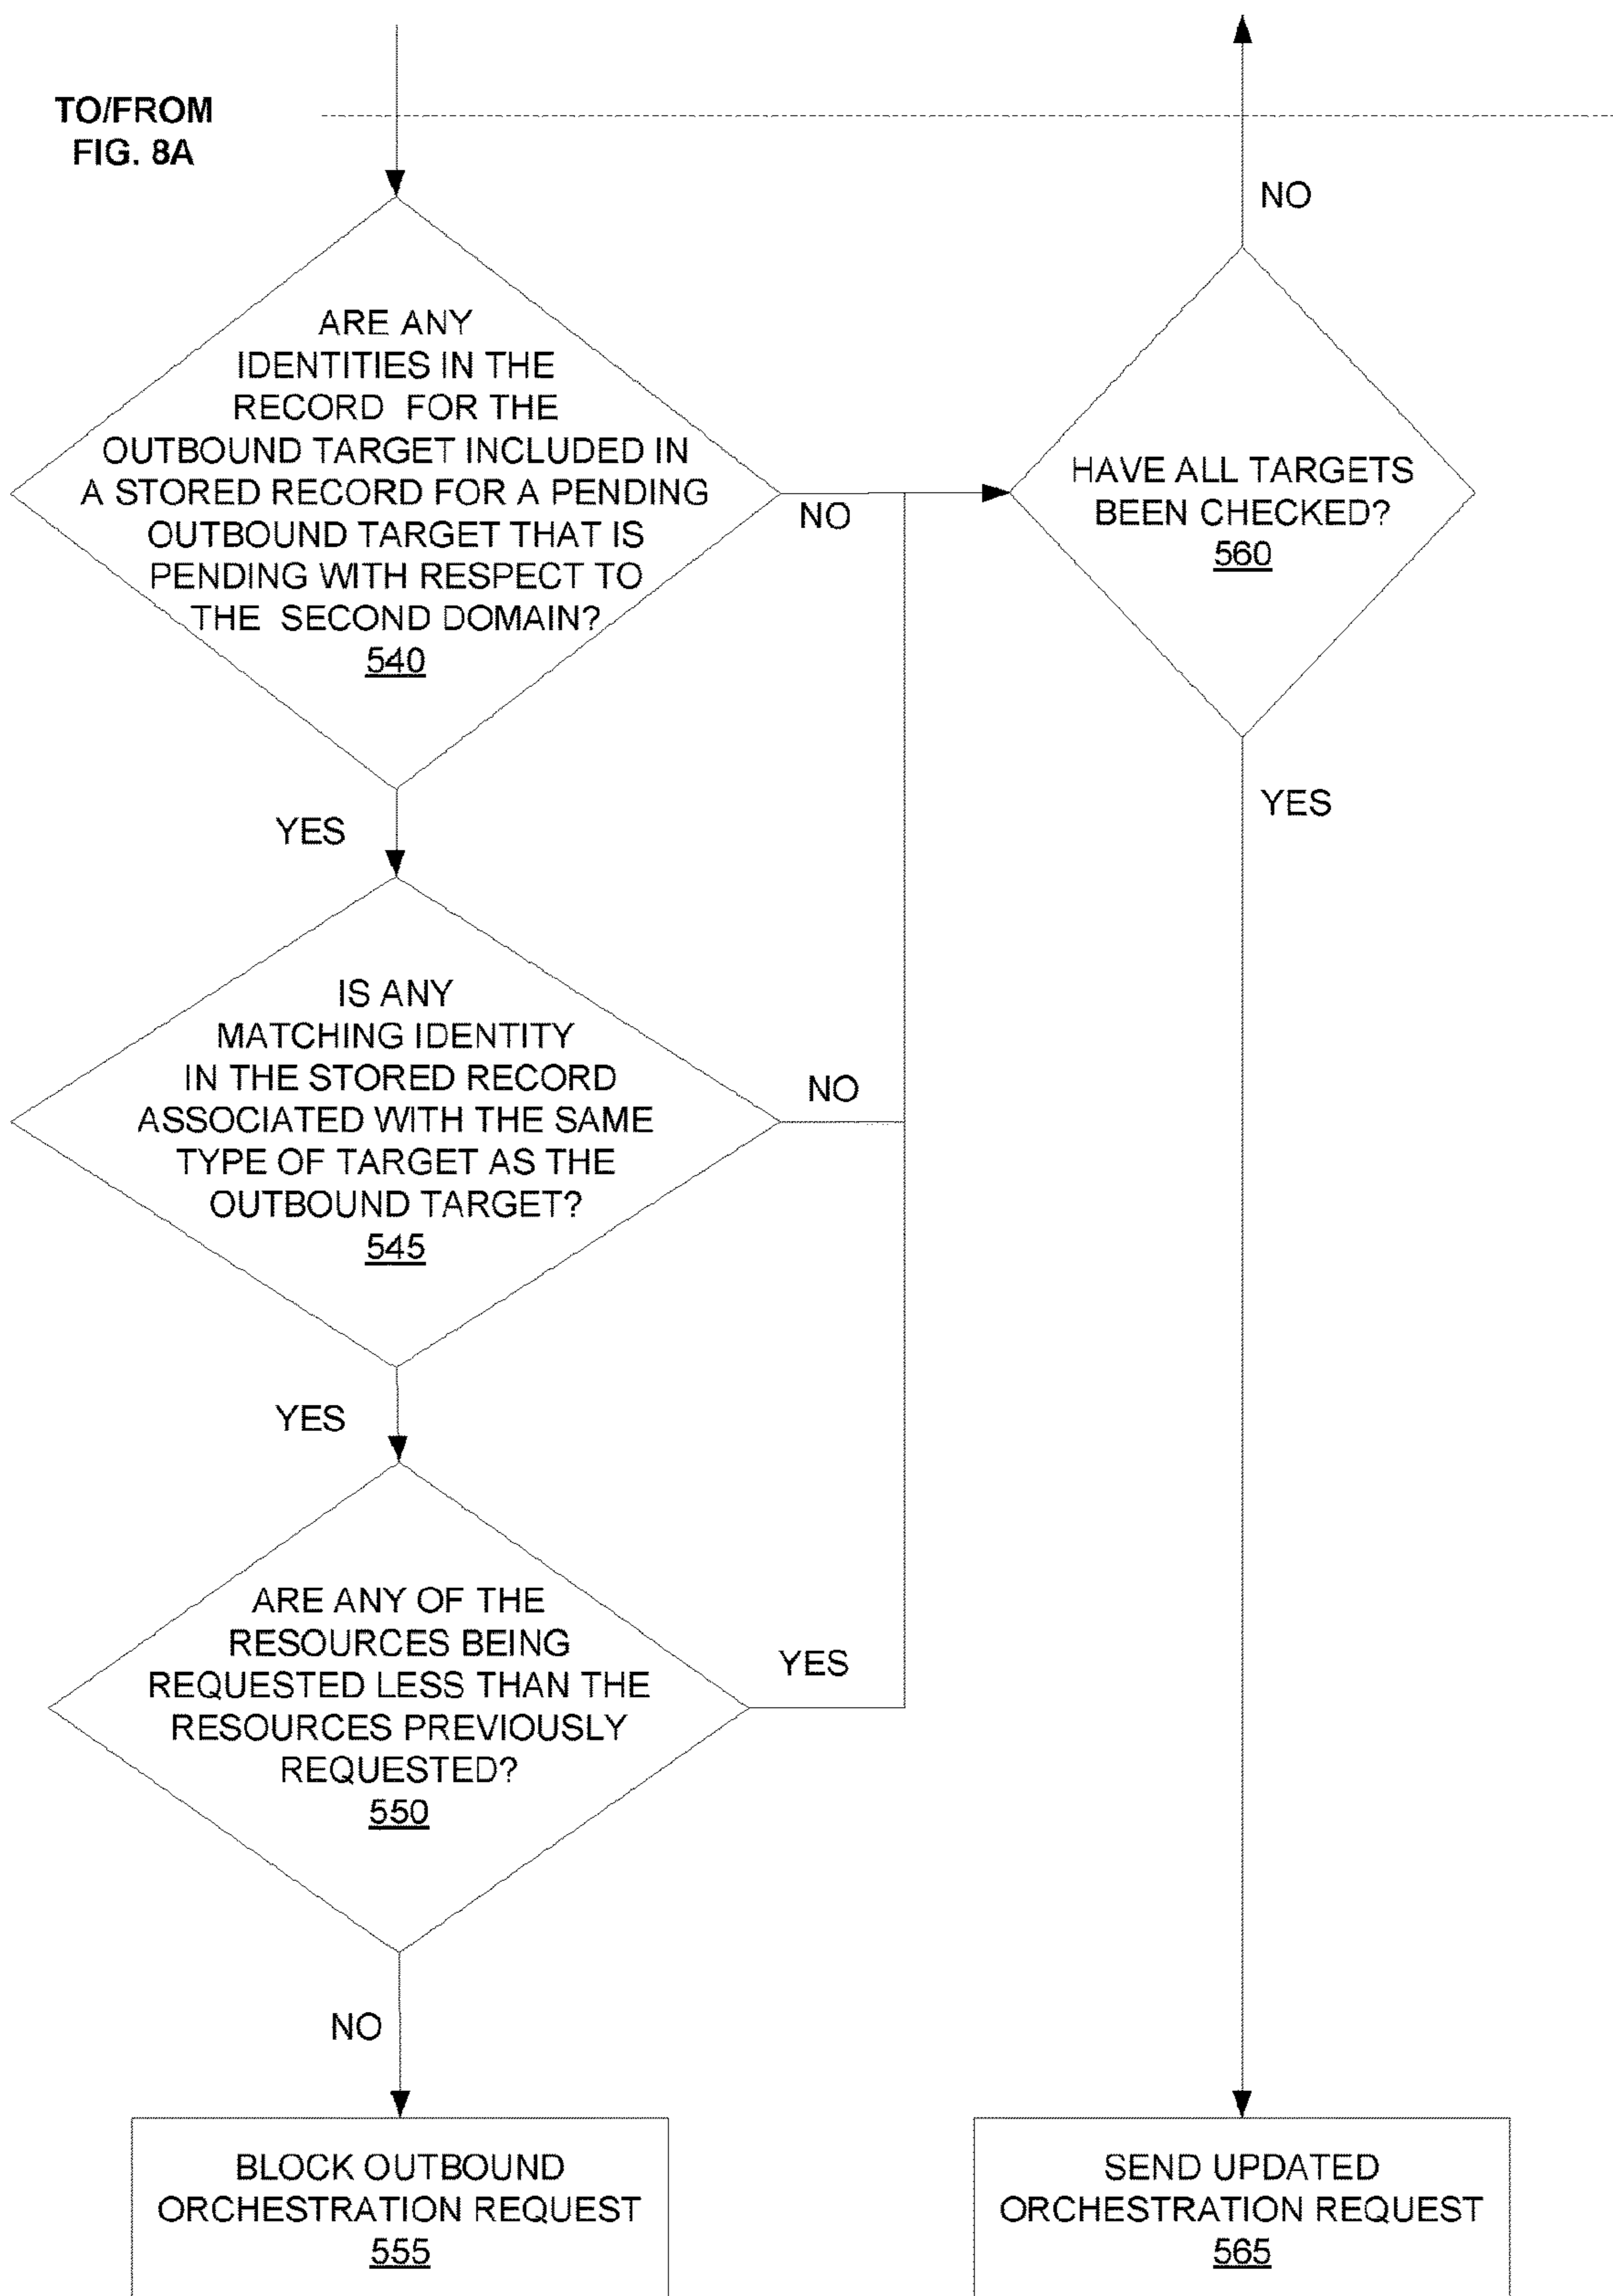 TO/FROM
FIG. 8A
NO
ARE ANY
IDENTITIES IN THE
RECORD FOR THE
OUTBOUND TARGET INCLUDED IN
A STORED RECORD FOR A PENDING
OUTBOUND TARGET THAT IS
PENDING WITH RESPECT TO
THE SECOND DOMAIN?
540
NO
HAVE ALL TARGETS
BEEN CHECKED?
560
YES
YES
IS ANY
MATCHING IDENTITY
IN THE STORED RECORD
ASSOCIATED WITH THE SAME
TYPE OF TARGET AS THE
OUTBOUND TARGET?
545
NO
YES
ARE ANY OF THE
RESOURCES BEING
REQUESTED LESS THAN THE
RESOURCES PREVIOUSLY
REQUESTED?
550
YES
NO
BLOCK OUTBOUND
ORCHESTRATION REQUEST
555
SEND UPDATED
ORCHESTRATION REQUEST
565